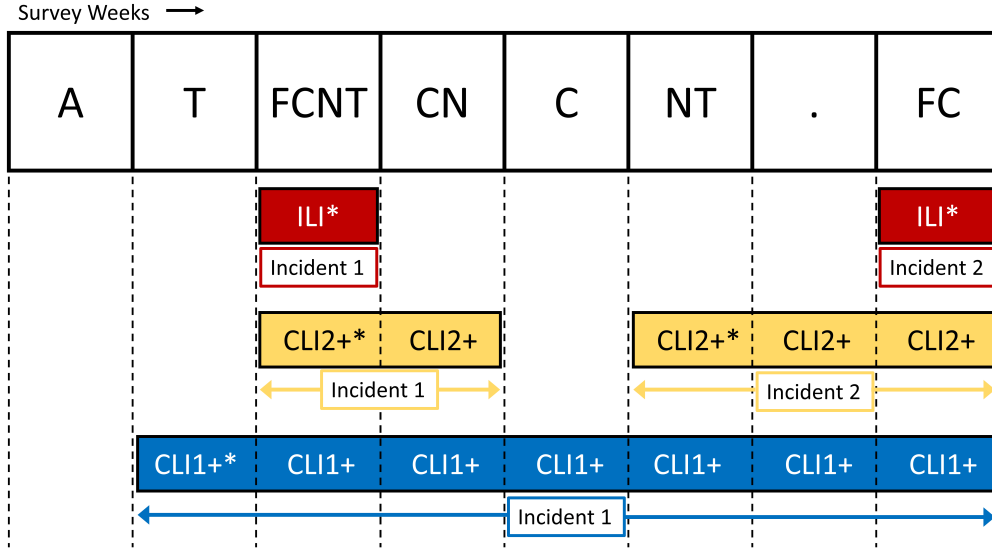 Survey Weeks
A T FCNT CN C NT . FC
ILI* ILI*
Incident 1 Incident 2
CLI2+* CLI2+ CLI2+* CLI2+ CLI2+
Incident 1 Incident 2
CLI1+* CLI1+ CLI1+ CLI1+ CLI1+ CLI1+ CLI1+
Incident 1